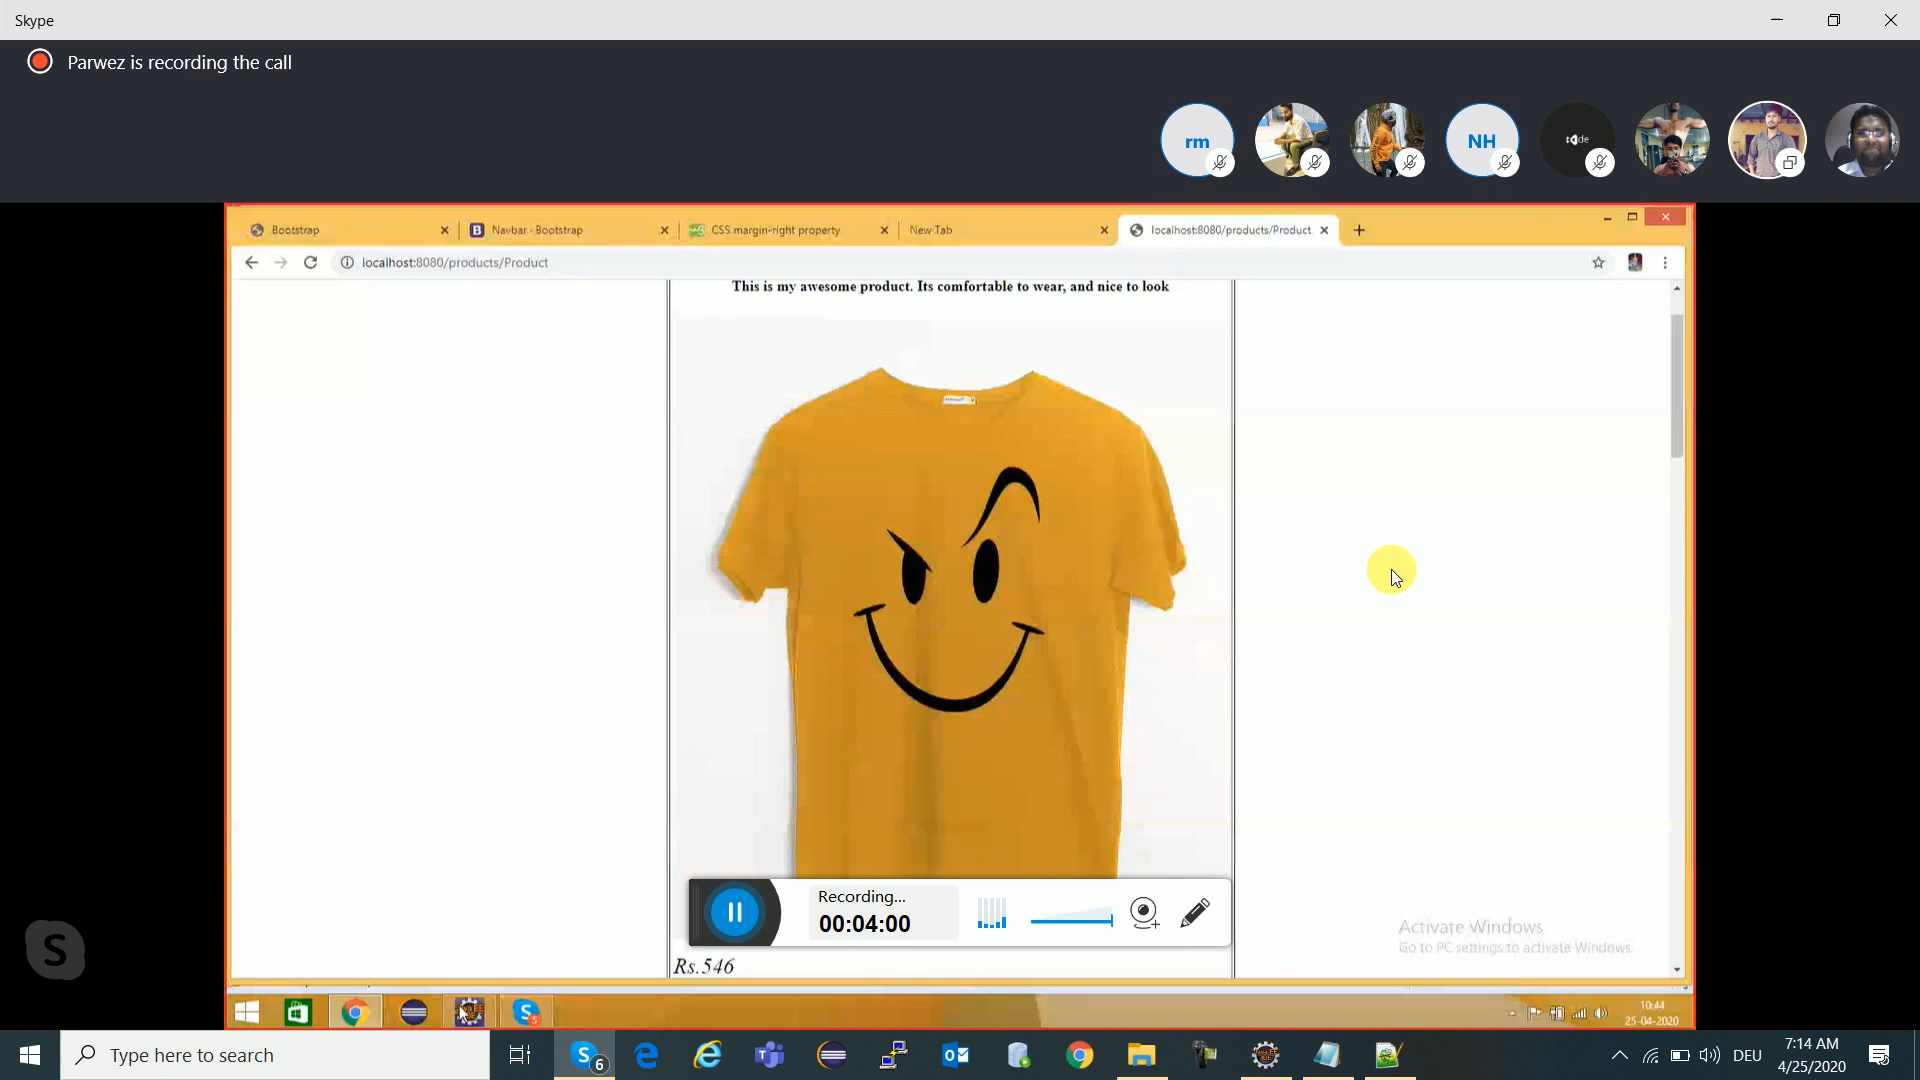 Skype
Parwez is recording the call
rm
NH
Bootstrap
Navbar - Bootstrap
CSS margin-right property
New Tab
localhost:8080/products/Product
localhost:8080/products/Product
This is my awesome product. Its comfortable to wear, and nice to look
Recording...
00:04:00
Rs.546
Activate Windows
Go to PC settings to activate Windows.
10:44
25-04-2020
Type here to search
6
DEU
7:14 AM
4/25/2020